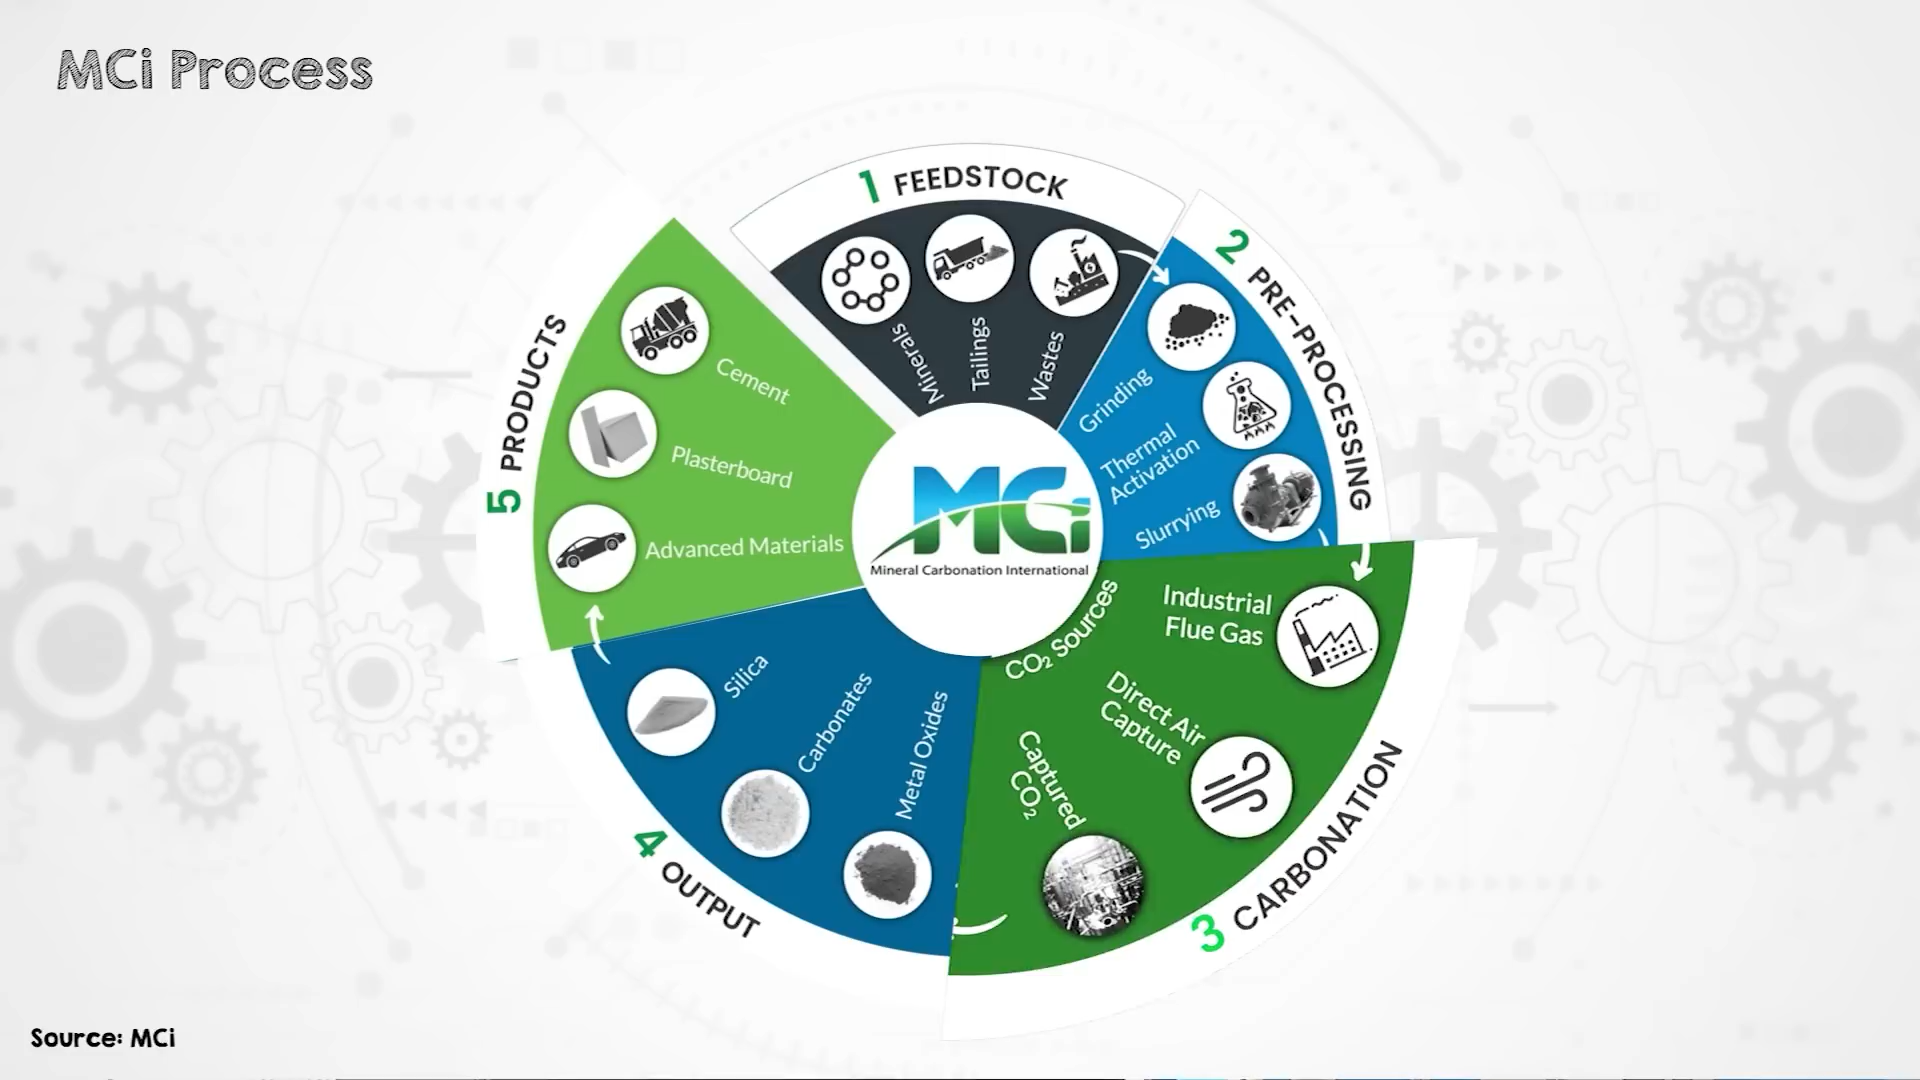 MCi Process
1 FEEDSTOCK
Minerals
Tailings
Wastes
2 PRE-PROCESSING
Grinding
Thermal
Activation
Slurrying
3 CARBONATION
CO₂ Sources
Industrial
Flue Gas
Direct Air
Capture
Captured
CO₂
4 OUTPUT
Metal Oxides
Carbonates
Silica
5 PRODUCTS
Advanced Materials
Plasterboard
Cement
MCi
Mineral Carbonation International
Source: MCi